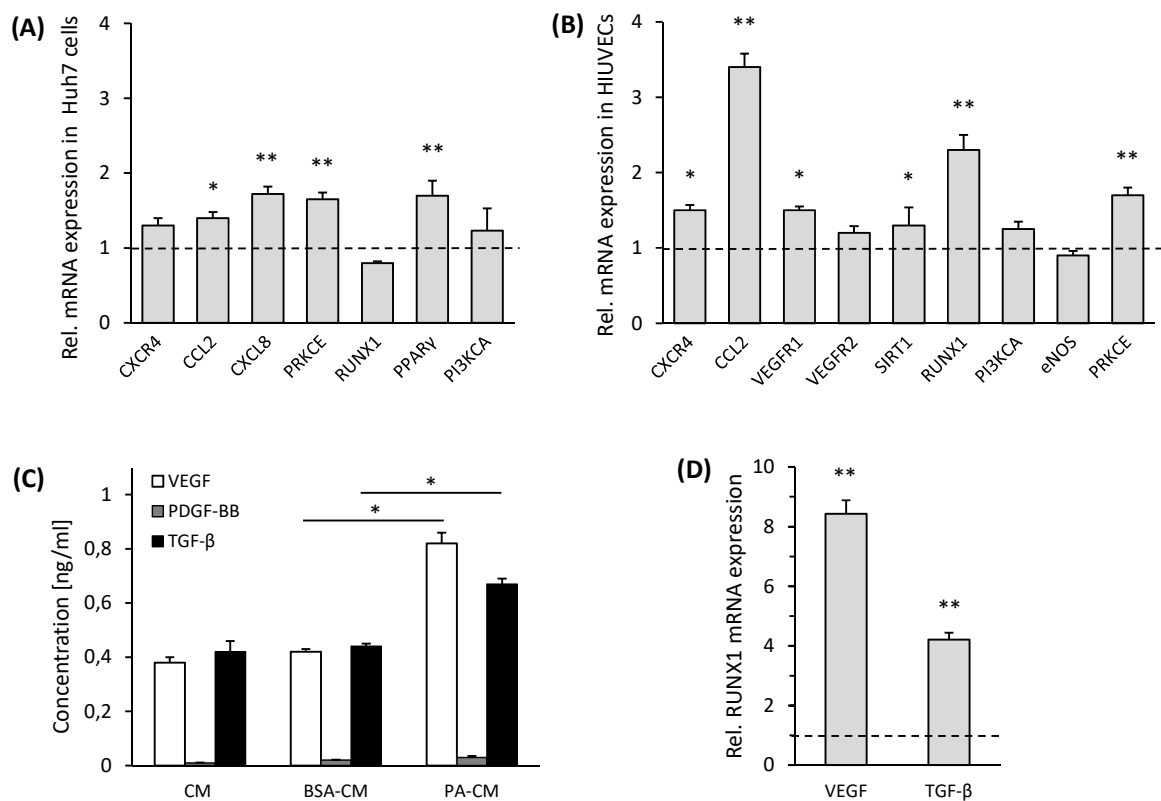 (A)
Rel. mRNA expression in Huh7 cells
4
3
2
1
0
*
**
**
**
CXCR4
CCL2
CXCL8
PRKCE
RUNX1
PPARγ
PI3KCA
(B)
Rel. mRNA expression in HIUVECs
4
3
2
1
0
*
**
*
*
**
**
CXCR4
CCL2
VEGFR1
VEGFR2
SIRT1
RUNX1
PI3KCA
eNOS
PRKCE
(C)
Concentration [ng/ml]
1
0,8
0,6
0,4
0,2
0
VEGF
PDGF-BB
TGF-β
*
*
CM
BSA-CM
PA-CM
(D)
Rel. RUNX1 mRNA expression
10
8
6
4
2
0
**
**
VEGF
TGF-β